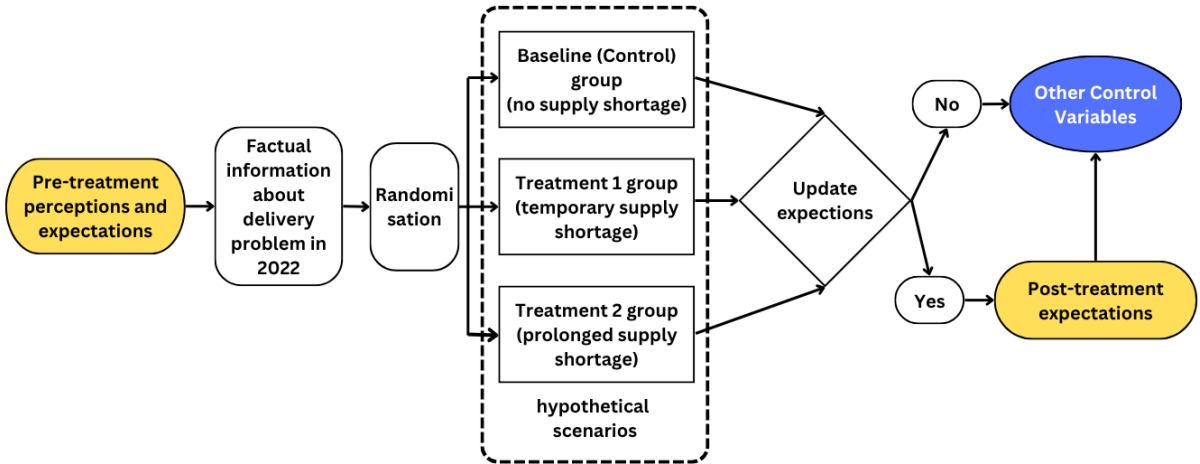 Pre-treatment
perceptions and
expectations
Factual
information
about
delivery
problem in
2022
Randomi
sation
Baseline (Control)
group
(no supply shortage)
Treatment 1 group
(temporary supply
shortage)
Treatment 2 group
(prolonged supply
shortage)
hypothetical
scenarios
Update
expections
No
Yes
Other Control
Variables
Post-treatment
expectations